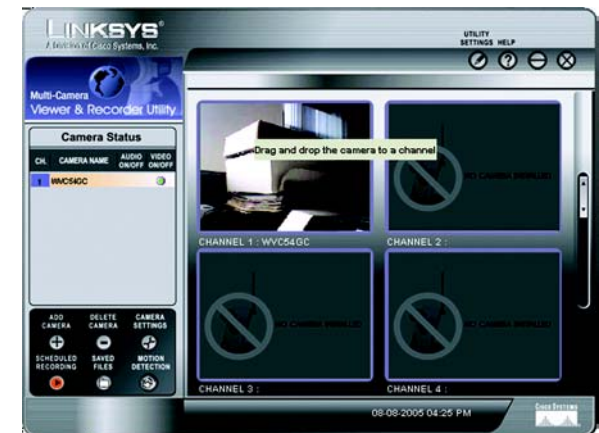 LINKSYS®
A Division of Cisco Systems, Inc.
UTILITY
SETTINGS HELP
Multi-Camera
Viewer & Recorder Utility
Camera Status
CH. CAMERA NAME AUDIO ON/OFF VIDEO ON/OFF
1 WVC54GC
Drag and drop the camera to a channel
NO CAMERA INSTALLED
CHANNEL 1 : WVC54GC
CHANNEL 2 :
NO CAMERA INSTALLED
NO CAMERA INSTALLED
CHANNEL 3 :
CHANNEL 4 :
ADD CAMERA
DELETE CAMERA
CAMERA SETTINGS
SCHEDULED RECORDING
SAVED FILES
MOTION DETECTION
08-08-2005 04:25 PM
CISCO SYSTEMS